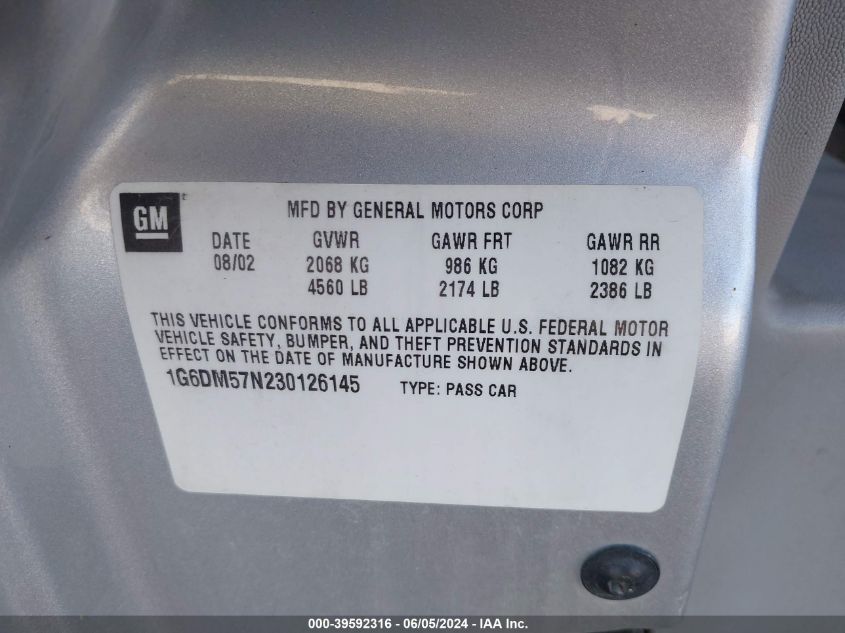 GM
MFD BY GENERAL MOTORS CORP
DATE GVWR GAWR FRT GAWR RR
08/02 2068 KG 986 KG 1082 KG
4560 LB 2174 LB 2386 LB
THIS VEHICLE CONFORMS TO ALL APPLICABLE U.S. FEDERAL MOTOR
VEHICLE SAFETY, BUMPER, AND THEFT PREVENTION STANDARDS IN
EFFECT ON THE DATE OF MANUFACTURE SHOWN ABOVE.
1G6DM57N230126145 TYPE: PASS CAR
000-39592316 - 06/05/2024 - IAA Inc.